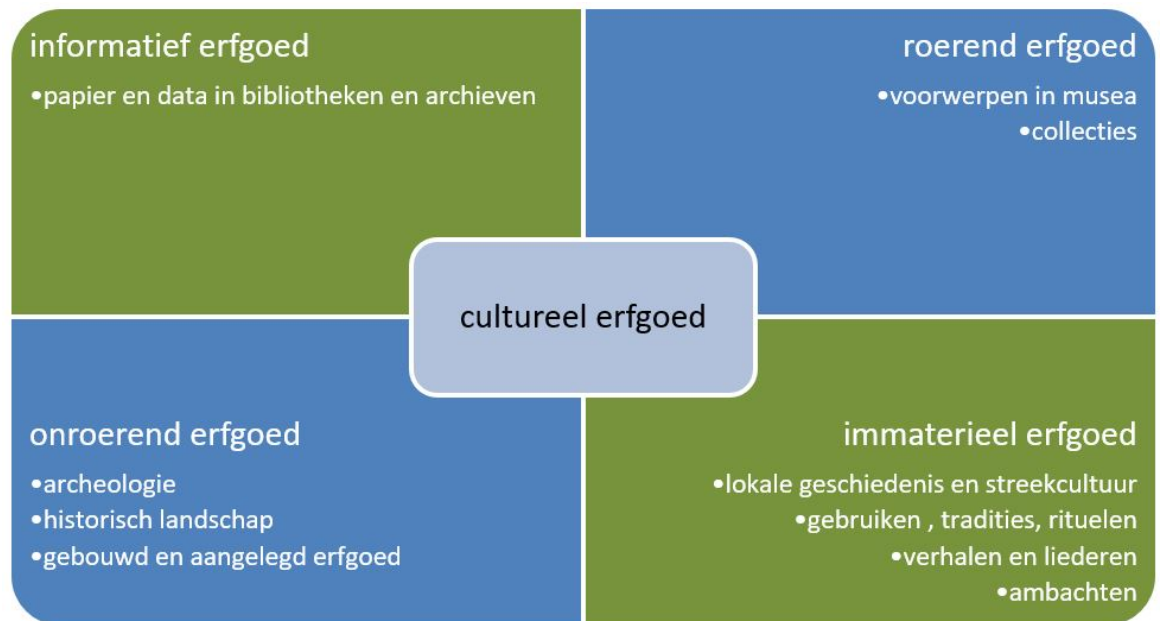 informatief erfgoed
•papier en data in bibliotheken en archieven
roerend erfgoed
•voorwerpen in musea
•collecties
cultureel erfgoed
onroerend erfgoed
•archeologie
•historisch landschap
•gebouwd en aangelegd erfgoed
immaterieel erfgoed
•lokale geschiedenis en streekcultuur
•gebruiken , tradities, rituelen
•verhalen en liederen
•ambachten